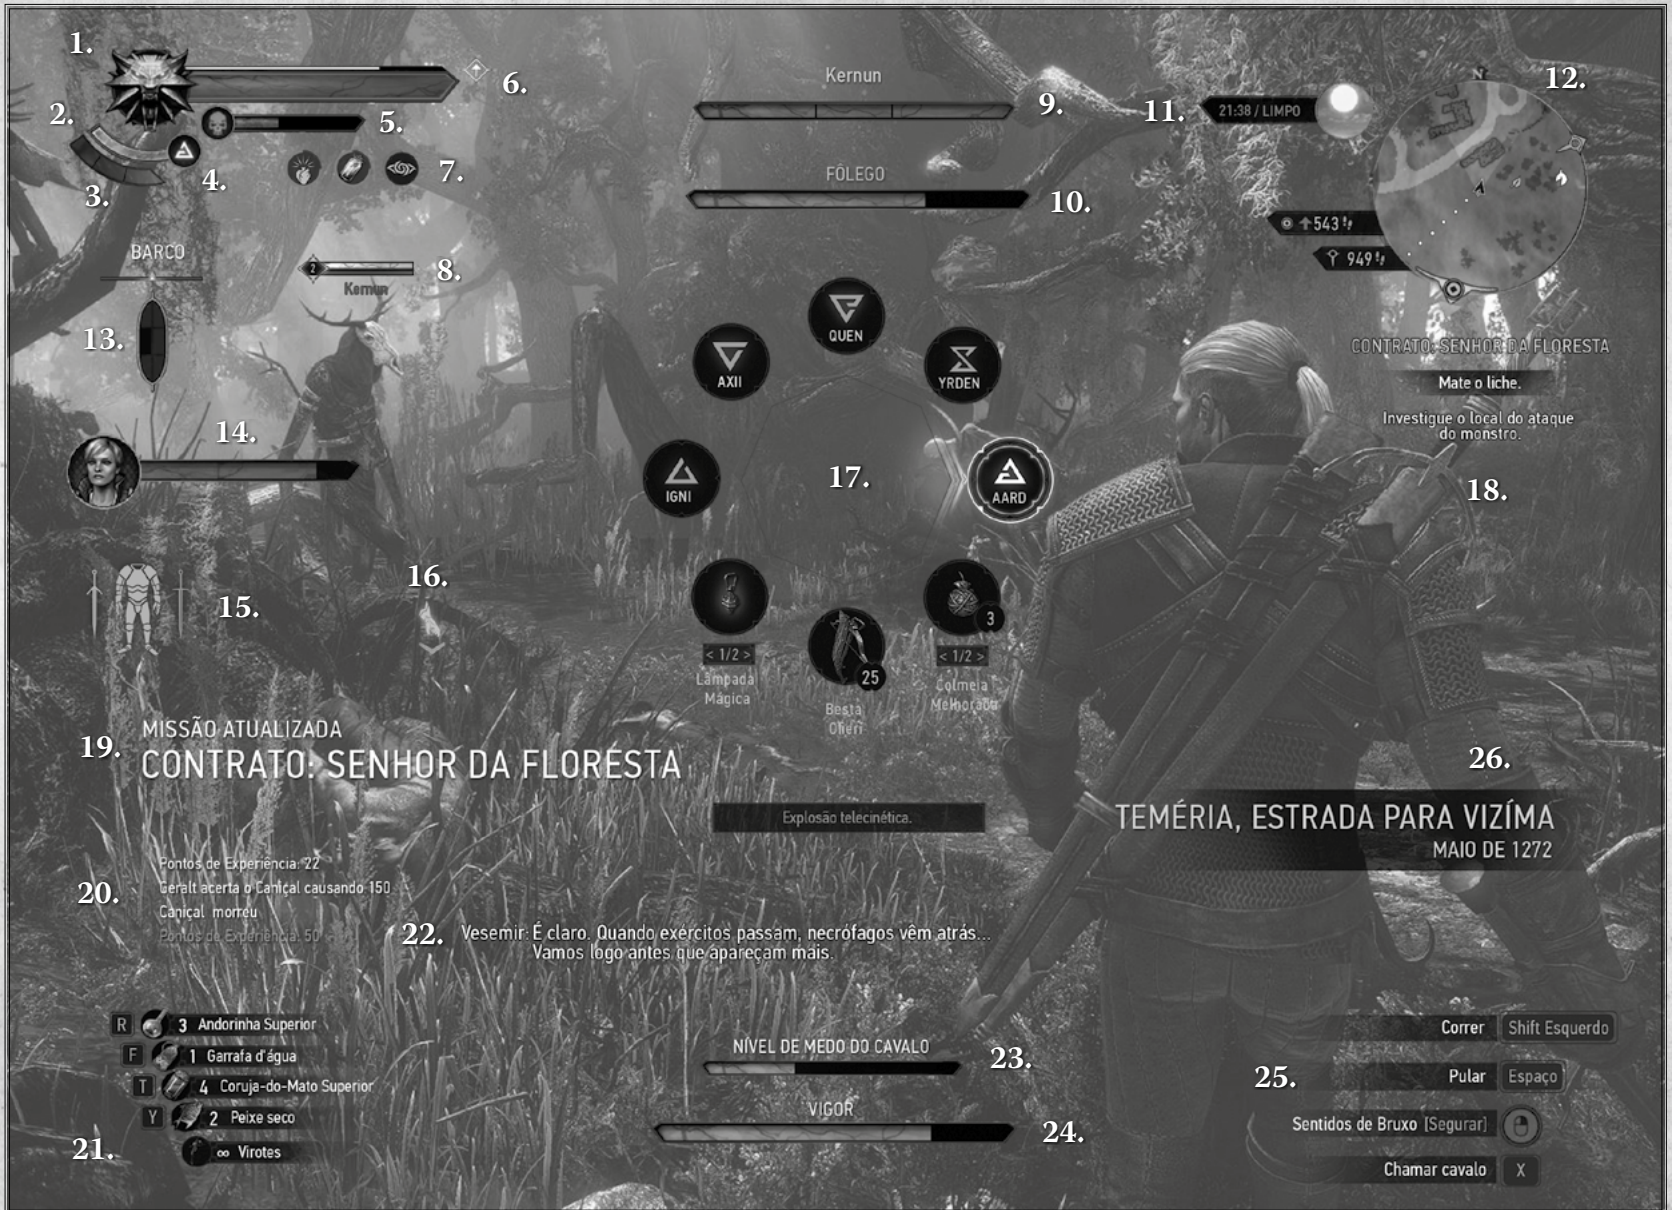 1.
6.
2.
5.
3.
4.
7.
Kernun
9.
FÔLEGO
10.
11.
21:38 / LIMPO
N
12.
543
949
BARCO
13.
2
8.
Kernun
QUEN
AXII
YRDEN
IGNI
17.
AARD
CONTRATO: SENHOR DA FLORESTA
Mate o liche.
Investigue o local do ataque
do monstro.
18.
14.
15.
16.
3
< 1/2 >
Lâmpada
Mágica
25
Besta
Olieri
< 1/2 >
Colmeia
Melhorada
19.
MISSÃO ATUALIZADA
CONTRATO: SENHOR DA FLORESTA
Explosão telecinética.
26.
TEMÉRIA, ESTRADA PARA VIZÍMA
MAIO DE 1272
20.
Pontos de Experiência: 22
Geralt acerta o Caniçal causando 150
Caniçal morreu
Pontos de Experiência: 50
22.
Vesemir: É claro. Quando exércitos passam, necrófagos vêm atrás...
Vamos logo antes que apareçam mais.
R 3 Andorinha Superior
F 1 Garrafa d'água
T 4 Coruja-do-Mato Superior
Y 2 Peixe seco
21.
∞ Virotes
NÍVEL DE MEDO DO CAVALO
23.
VIGOR
24.
25.
Correr Shift Esquerdo
Pular Espaço
Sentidos de Bruxo [Segurar]
Chamar cavalo X